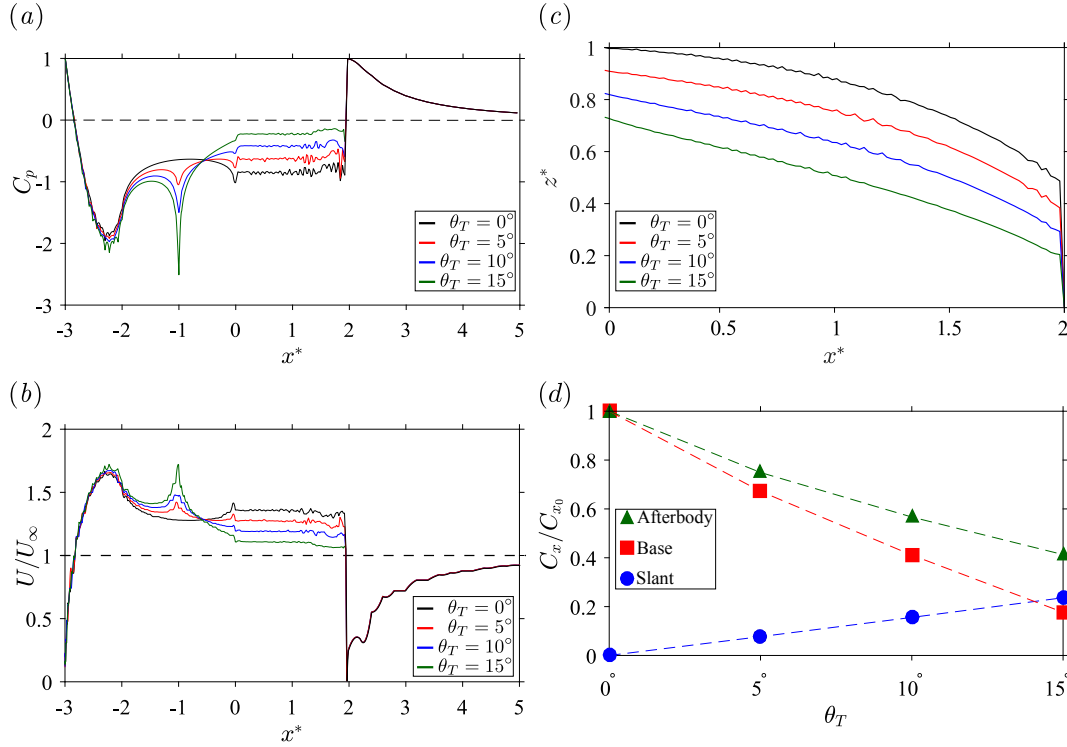 (a)
1
0
-1
-2
-3
C_p
θ_T = 0°
θ_T = 5°
θ_T = 10°
θ_T = 15°
-3 -2 -1 0 1 2 3 4 5
x*
(c)
1
0.8
0.6
0.4
0.2
0
z*
θ_T = 0°
θ_T = 5°
θ_T = 10°
θ_T = 15°
0 0.5 1 1.5 2
x*
(b)
2
1.5
1
0.5
0
U/U_∞
θ_T = 0°
θ_T = 5°
θ_T = 10°
θ_T = 15°
-3 -2 -1 0 1 2 3 4 5
x*
(d)
1
0.8
0.6
0.4
0.2
0
C_x/C_{x_0}
Afterbody
Base
Slant
0° 5° 10° 15°
θ_T